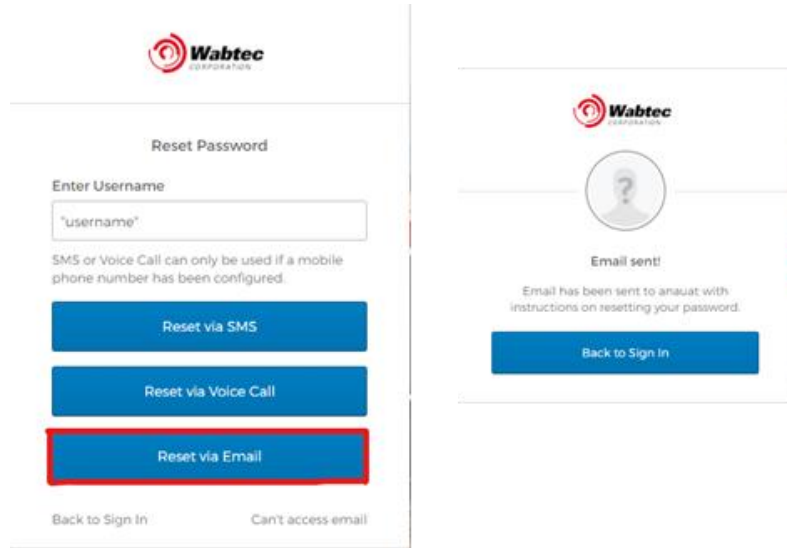 Wabtec
CORPORATION
Reset Password
Enter Username
"username"
SMS or Voice Call can only be used if a mobile
phone number has been configured.
Reset via SMS
Reset via Voice Call
Reset via Email
Back to Sign In
Can't access email
Wabtec
CORPORATION
?
Email sent!
Email has been sent to anauat with
instructions on resetting your password.
Back to Sign In